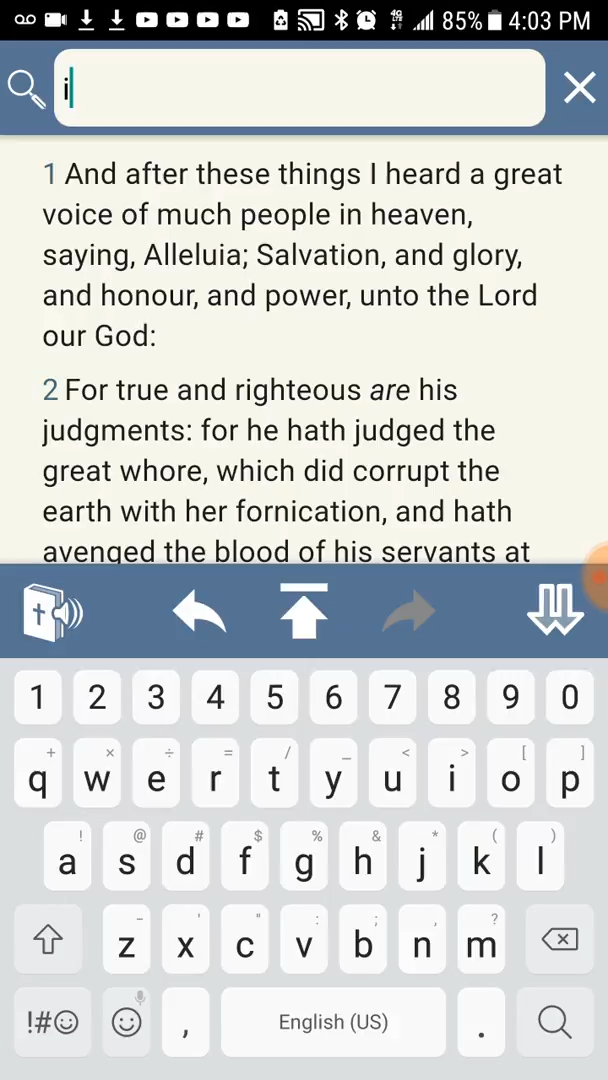 85% 4:03 PM
i
1 And after these things I heard a great
voice of much people in heaven,
saying, Alleluia; Salvation, and glory,
and honour, and power, unto the Lord
our God:
2 For true and righteous are his
judgments: for he hath judged the
great whore, which did corrupt the
earth with her fornication, and hath
avenged the blood of his servants at
1 2 3 4 5 6 7 8 9 0
+ × ÷ = / _ < > [ ]
q w e r t y u i o p
! @ # $ % & * ( )
a s d f g h j k l
- ' " : ; , ?
z x c v b n m
!#☺ , English (US) .